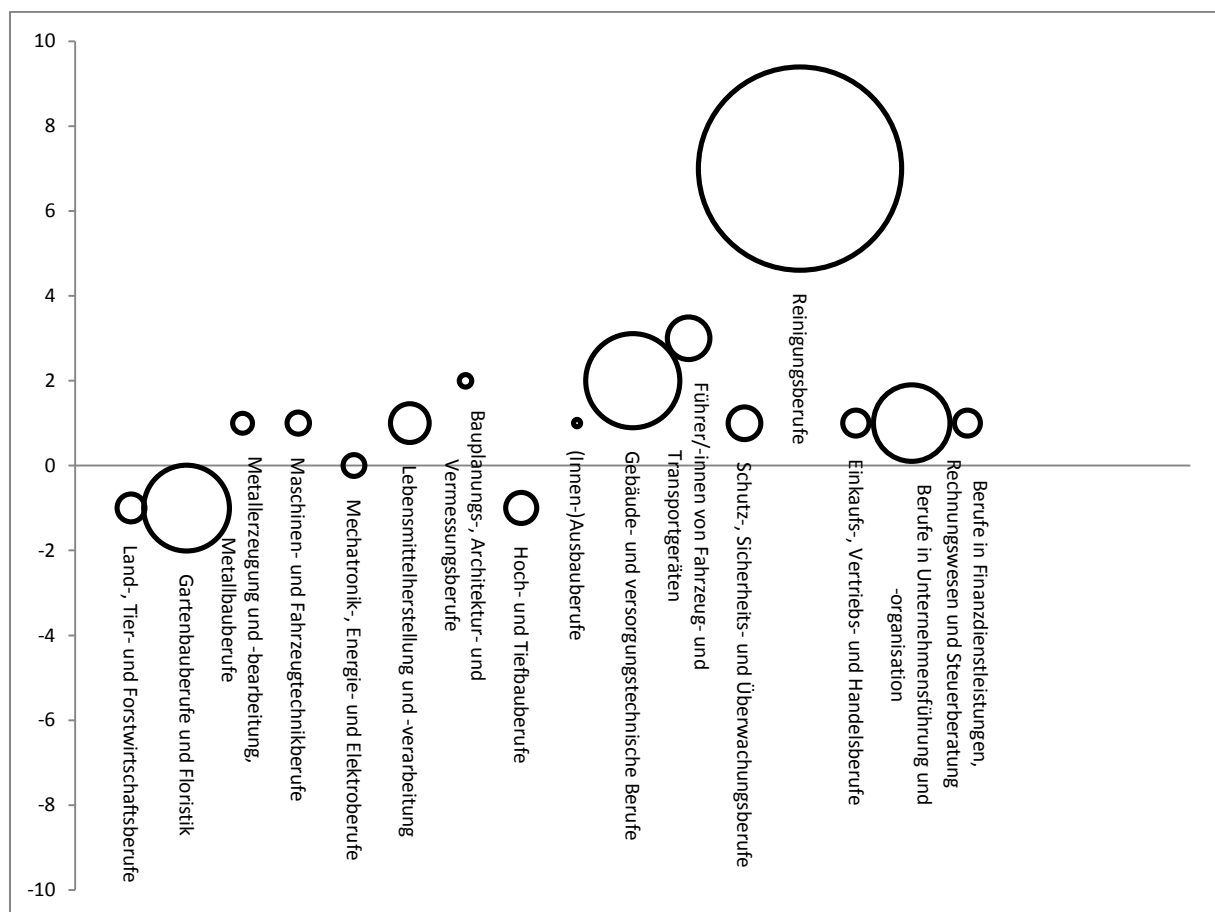 10
8
6
4
2
0
-2
-4
-6
-8
-10
Land-, Tier- und Forstwirtschaftsberufe
Gartenbauberufe und Floristik
Metallerzeugung und -bearbeitung,
Metallbauberufe
Maschinen- und Fahrzeugtechnikberufe
Mechatronik-, Energie- und Elektroberufe
Lebensmittelherstellung und -verarbeitung
Bauplanungs-, Architektur- und
Vermessungsberufe
Hoch- und Tiefbauberufe
(Innen-)Ausbauberufe
Gebäude- und versorgungstechnische Berufe
Führer/-innen von Fahrzeug- und
Transportgeräten
Schutz-, Sicherheits- und Überwachungsberufe
Reinigungsberufe
Einkaufs-, Vertriebs- und Handelsberufe
Berufe in Unternehmensführung und
-organisation
Berufe in Finanzdienstleistungen,
Rechnungswesen und Steuerberatung